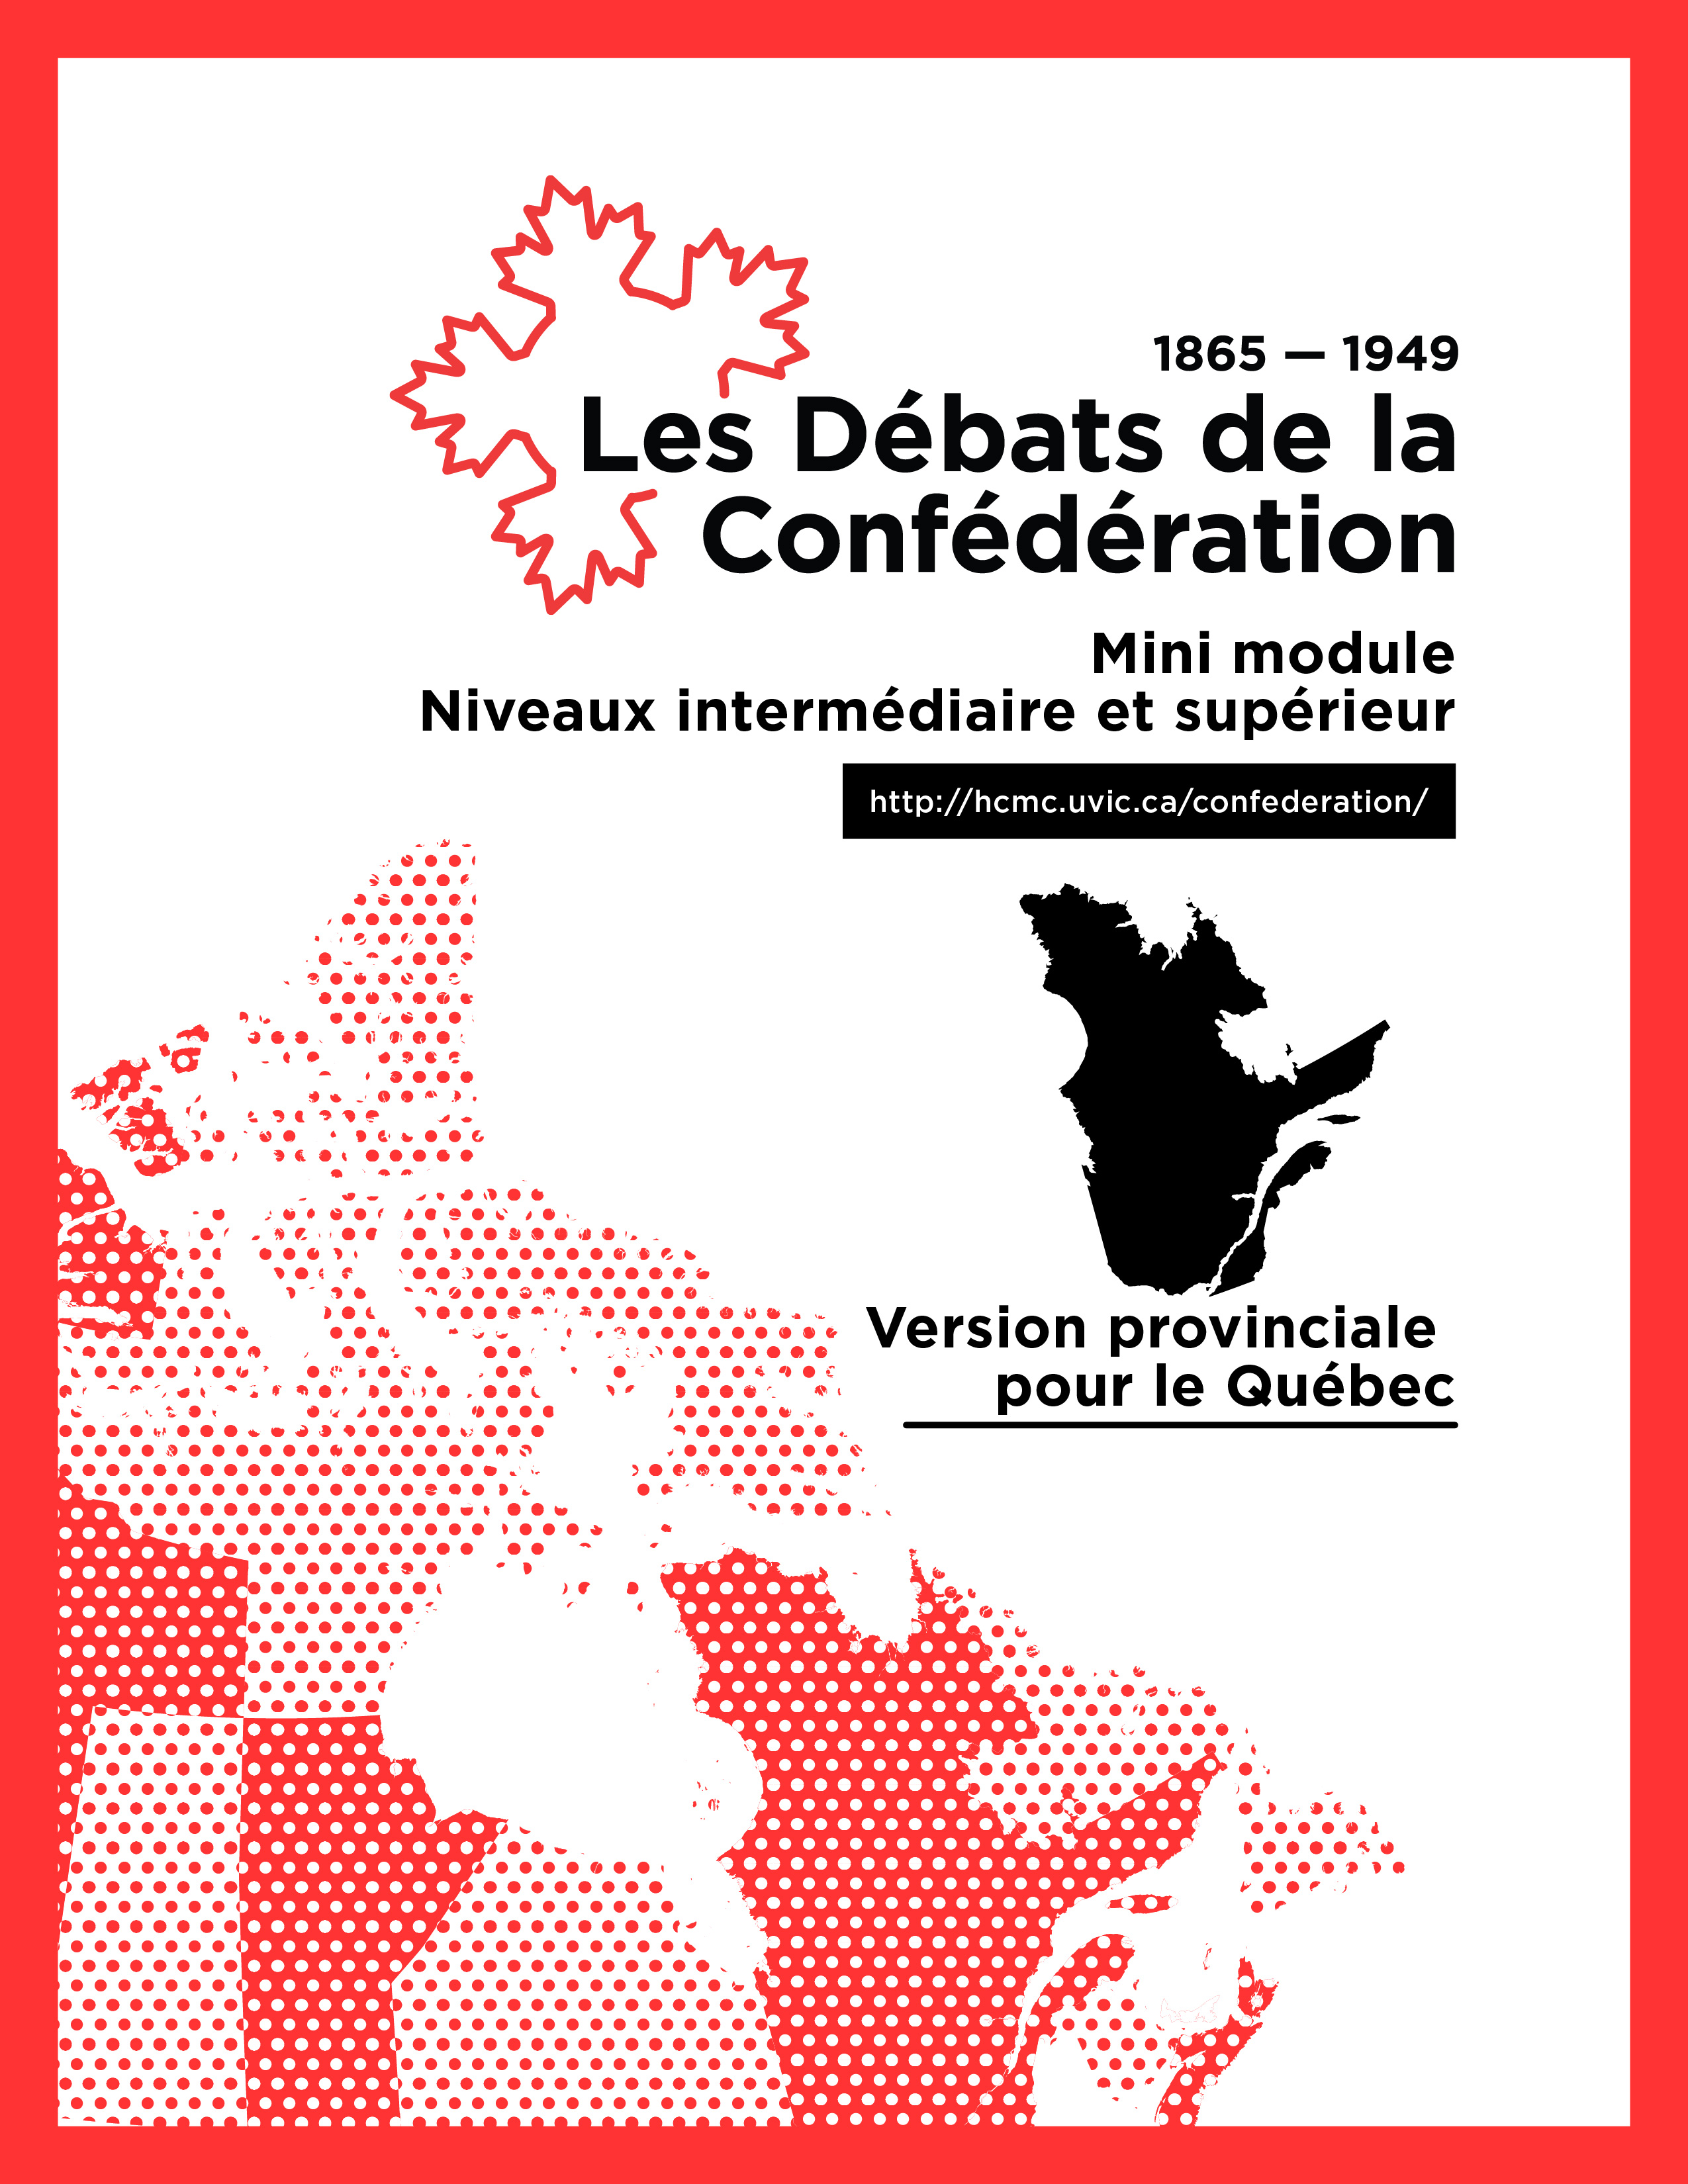 1865 — 1949
Les Débats de la
Confédération
Mini module
Niveaux intermédiaire et supérieur
http://hcmc.uvic.ca/confederation/
Version provinciale
pour le Québec